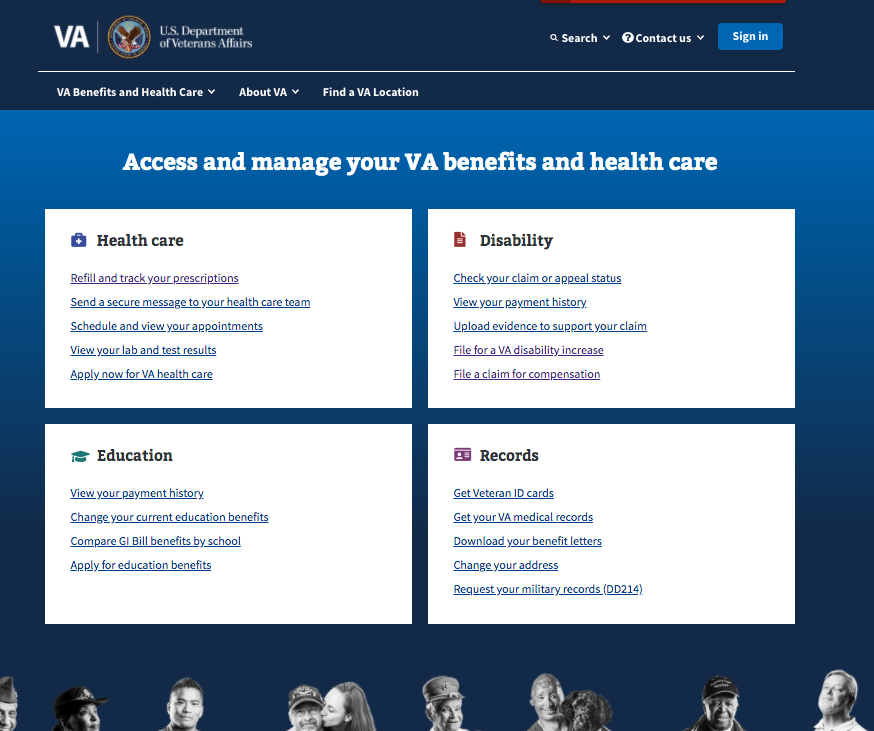 VA
U.S. Department
of Veterans Affairs
Search
Contact us
Sign in
VA Benefits and Health Care
About VA
Find a VA Location
Access and manage your VA benefits and health care
Health care
Refill and track your prescriptions
Send a secure message to your health care team
Schedule and view your appointments
View your lab and test results
Apply now for VA health care
Disability
Check your claim or appeal status
View your payment history
Upload evidence to support your claim
File for a VA disability increase
File a claim for compensation
Education
View your payment history
Change your current education benefits
Compare GI Bill benefits by school
Apply for education benefits
Records
Get Veteran ID cards
Get your VA medical records
Download your benefit letters
Change your address
Request your military records (DD214)